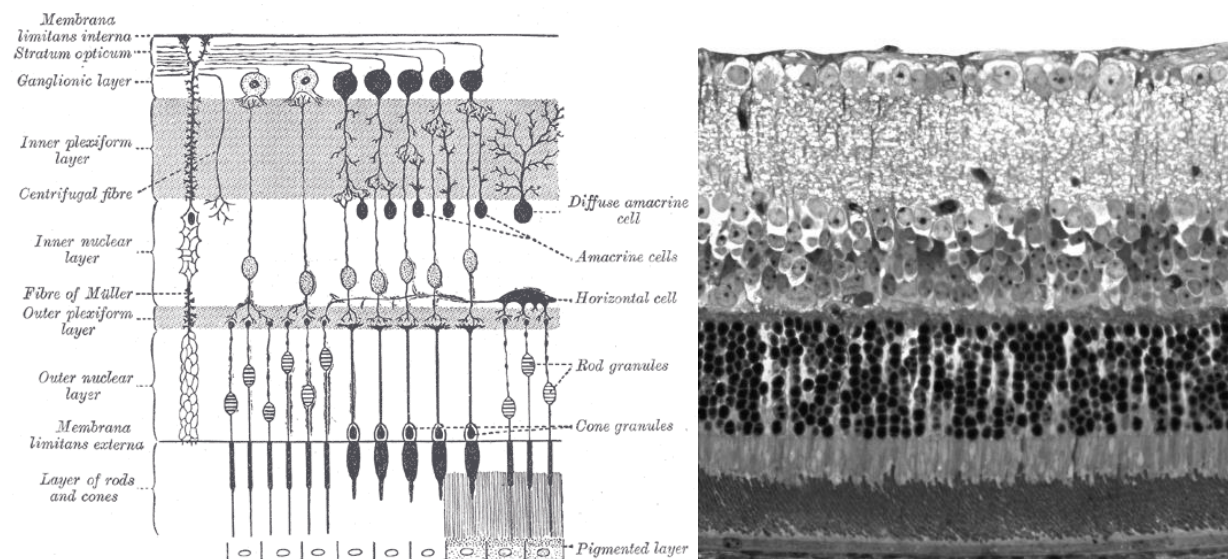 Membrana
limitans interna
Stratum opticum
Ganglionic layer
Inner plexiform
layer
Centrifugal fibre
Inner nuclear
layer
Fibre of Müller
Outer plexiform
layer
Outer nuclear
layer
Membrana
limitans externa
Layer of rods
and cones
Diffuse amacrine
cell
Amacrine cells
Horizontal cell
Rod granules
Cone granules
Pigmented layer